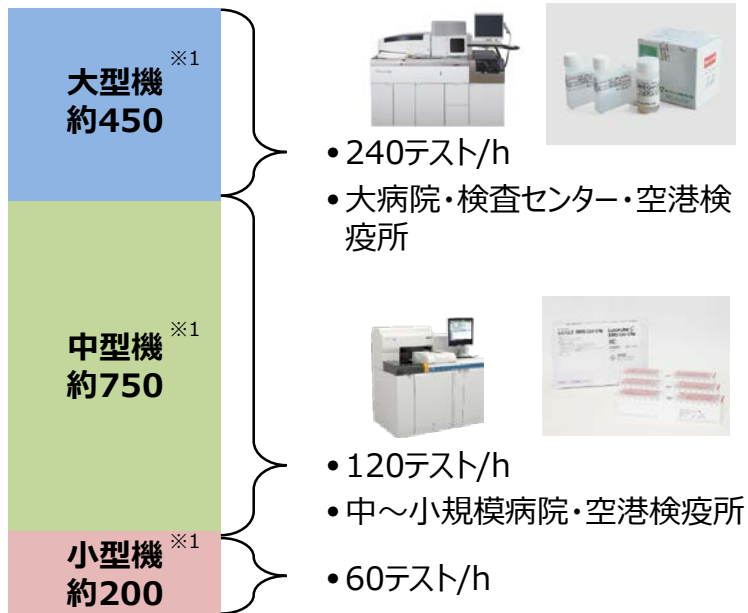 大型機※1
約450
•240テスト/h
•大病院・検査センター・空港検
疫所
中型機※1
約750
•120テスト/h
•中～小規模病院・空港検疫所
小型機※1
約200
•60テスト/h